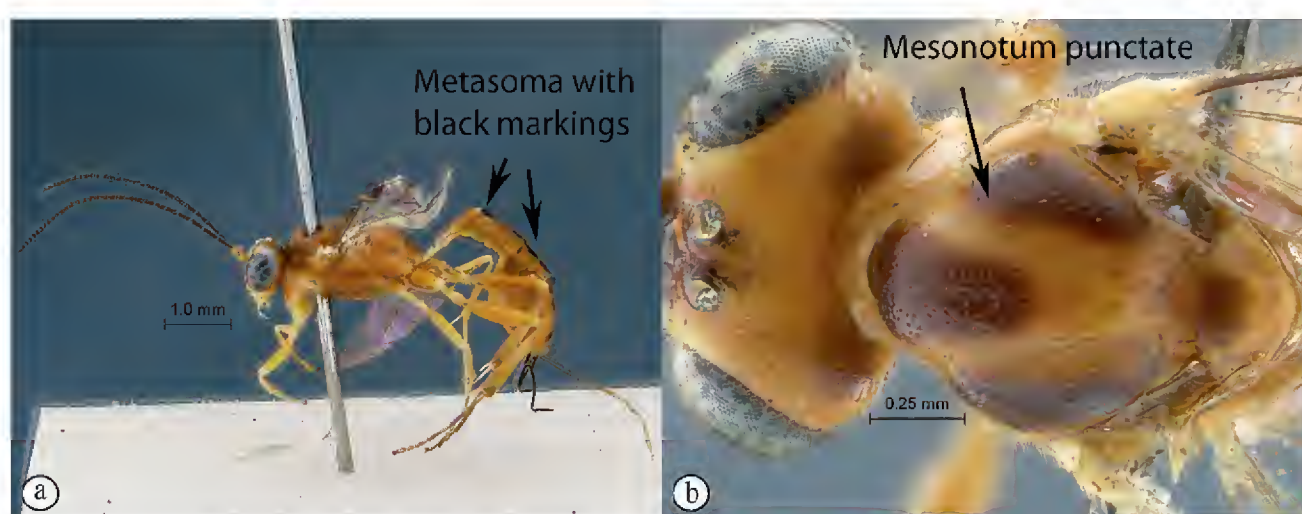 Metasoma with
black markings
1.0 mm
a
Mesonotum punctate
0.25 mm
b